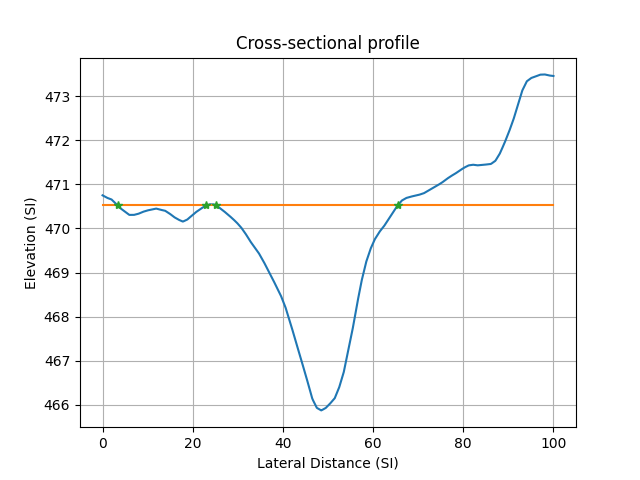 Cross-sectional profile
Elevation (SI)
473
472
471
470
469
468
467
466
0 20 40 60 80 100
Lateral Distance (SI)